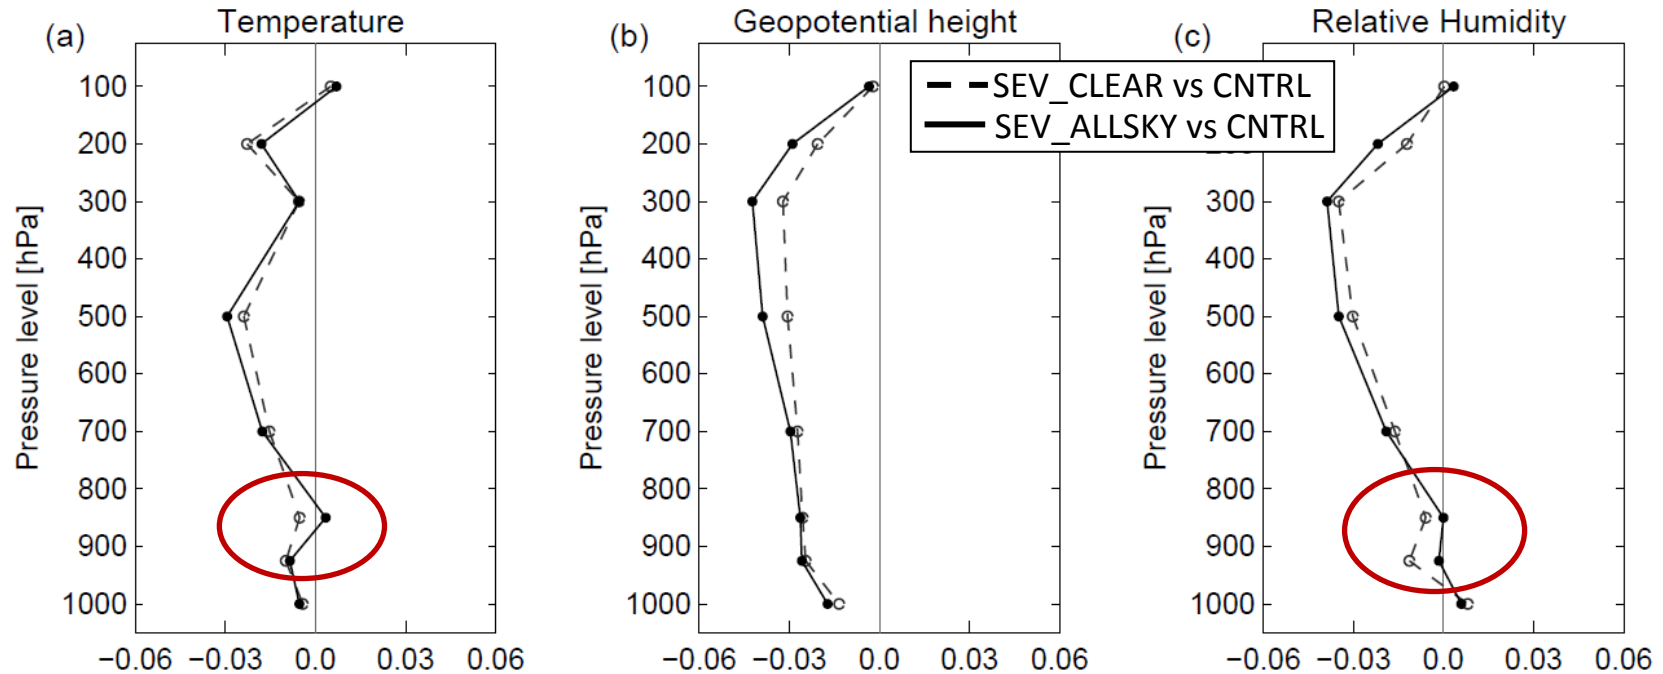 (a) Temperature
100
200
300
400
500
600
700
800
900
1000
Pressure level [hPa]
−0.06 −0.03 0.0 0.03 0.06
(b) Geopotential height
100
200
300
400
500
600
700
800
900
1000
Pressure level [hPa]
−0.06 −0.03 0.0 0.03 0.06
(c) Relative Humidity
SEV_CLEAR vs CNTRL
SEV_ALLSKY vs CNTRL
100
300
400
500
600
700
800
900
1000
Pressure level [hPa]
−0.06 −0.03 0.0 0.03 0.06